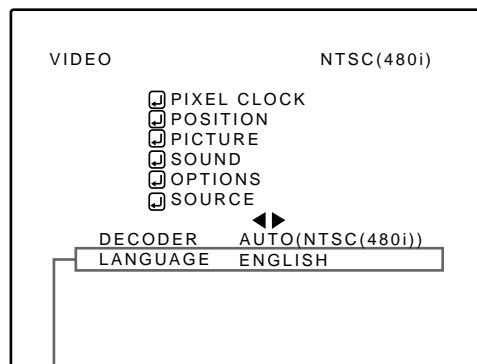 VIDEO NTSC(480i)
PIXEL CLOCK
POSITION
PICTURE
SOUND
OPTIONS
SOURCE
DECODER AUTO(NTSC(480i))
LANGUAGE ENGLISH